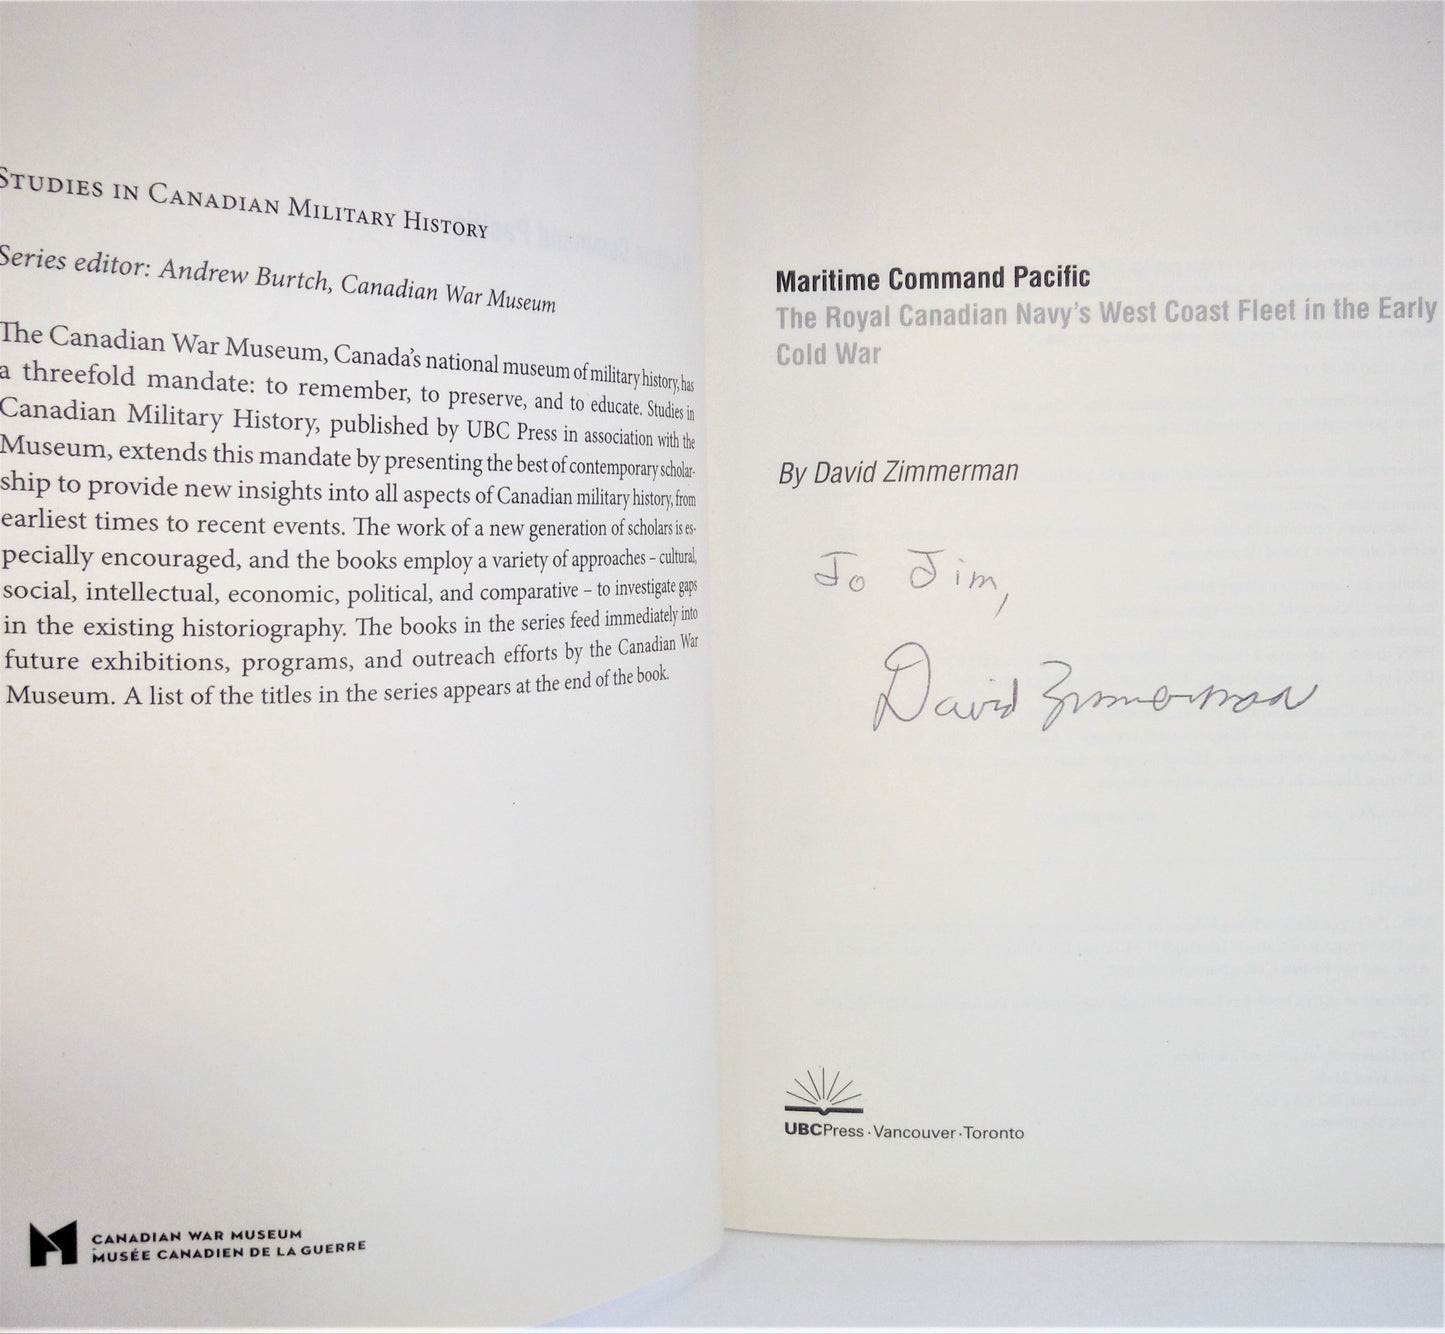 STUDIES IN CANADIAN MILITARY HISTORY
Series editor: Andrew Burtch, Canadian War Museum
The Canadian War Museum, Canada's national museum of military history, has
a threefold mandate: to remember, to preserve, and to educate. Studies in
Canadian Military History, published by UBC Press in association with the
Museum, extends this mandate by presenting the best of contemporary scholar-
ship to provide new insights into all aspects of Canadian military history, from
earliest times to recent events. The work of a new generation of scholars is es-
pecially encouraged, and the books employ a variety of approaches – cultural,
social, intellectual, economic, political, and comparative – to investigate gaps
in the existing historiography. The books in the series feed immediately into
future exhibitions, programs, and outreach efforts by the Canadian War
Museum. A list of the titles in the series appears at the end of the book.
CANADIAN WAR MUSEUM
MUSÉE CANADIEN DE LA GUERRE
Maritime Command Pacific
The Royal Canadian Navy's West Coast Fleet in the Early
Cold War
By David Zimmerman
To Jim,
David Zimmerman
UBCPress · Vancouver · Toronto